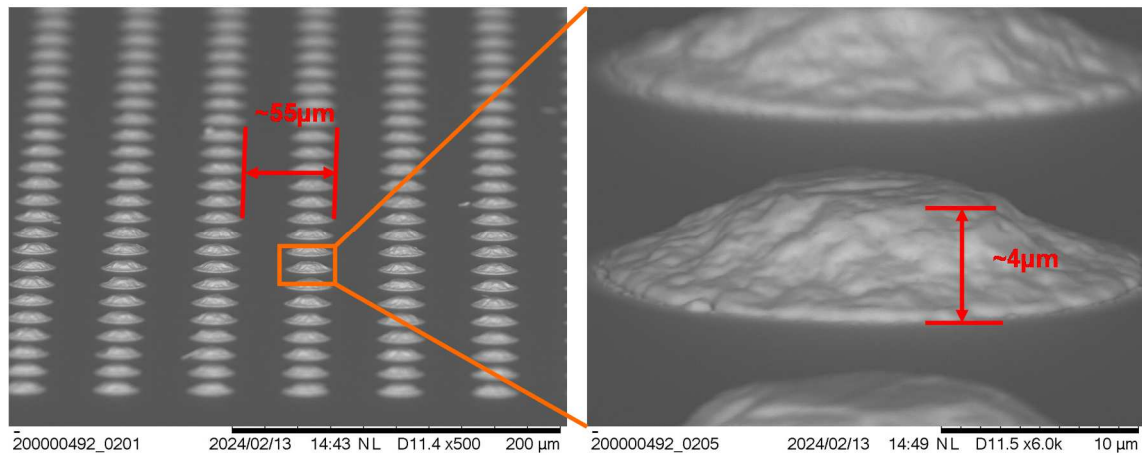 ~55µm
~4µm
200000492_0201 2024/02/13 14:43 NL D11.4 x500 200 µm
200000492_0205 2024/02/13 14:49 NL D11.5 x6.0k 10 µm